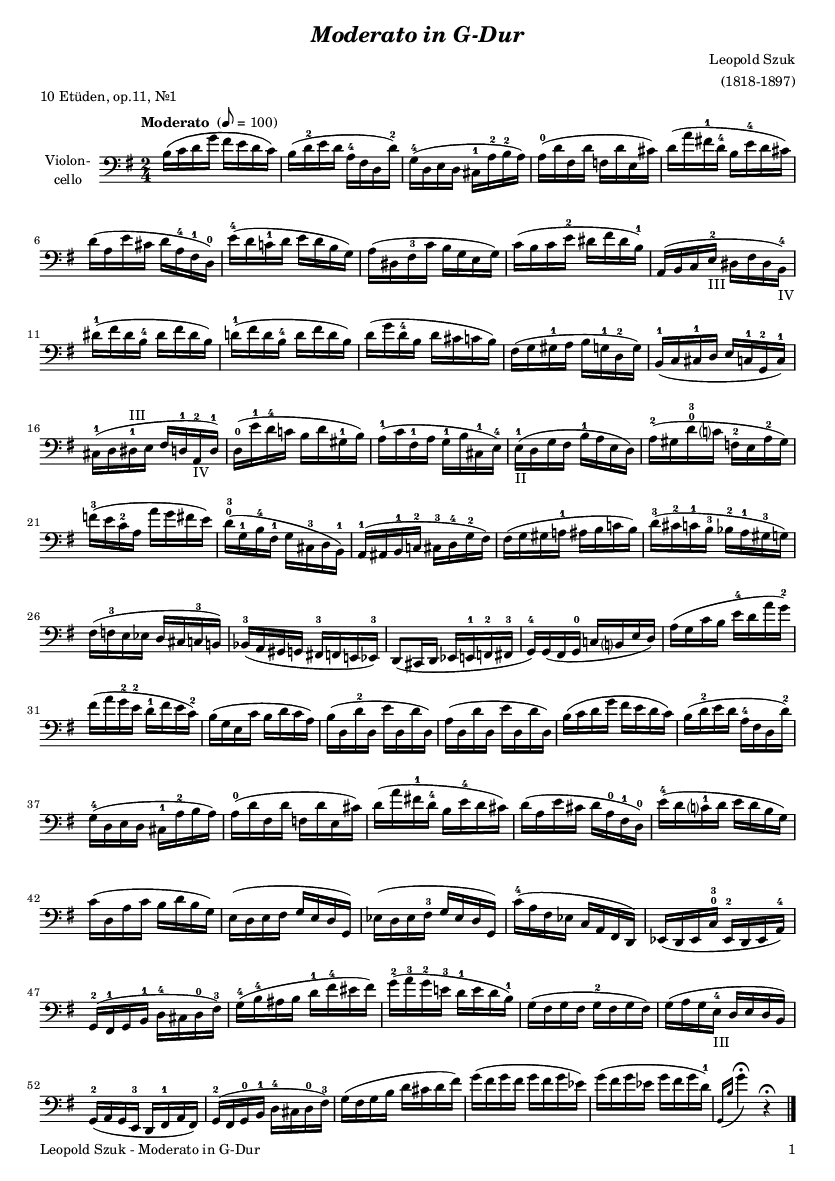 Moderato in G-Dur
Leopold Szuk
(1818-1897)
10 Etüden, op.11, №1
Moderato (♪ = 100)
Violon-
cello
6
III
IV
11
16
III
IV
II
21
26
31
37
42
47
III
52
Leopold Szuk - Moderato in G-Dur
1